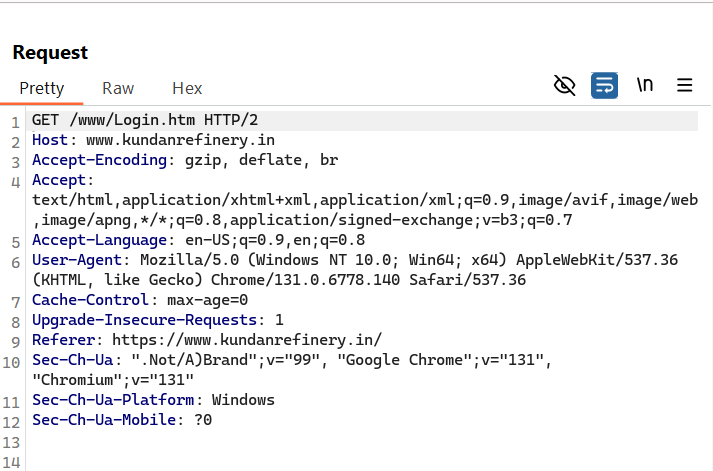 Request
Pretty Raw Hex
\n
1 GET /www/Login.htm HTTP/2
2 Host: www.kundanrefinery.in
3 Accept-Encoding: gzip, deflate, br
4 Accept:
text/html,application/xhtml+xml,application/xml;q=0.9,image/avif,image/web
,image/apng,*/*;q=0.8,application/signed-exchange;v=b3;q=0.7
5 Accept-Language: en-US;q=0.9,en;q=0.8
6 User-Agent: Mozilla/5.0 (Windows NT 10.0; Win64; x64) AppleWebKit/537.36
(KHTML, like Gecko) Chrome/131.0.6778.140 Safari/537.36
7 Cache-Control: max-age=0
8 Upgrade-Insecure-Requests: 1
9 Referer: https://www.kundanrefinery.in/
10 Sec-Ch-Ua: ".Not/A)Brand";v="99", "Google Chrome";v="131",
"Chromium";v="131"
11 Sec-Ch-Ua-Platform: Windows
12 Sec-Ch-Ua-Mobile: ?0
13
14